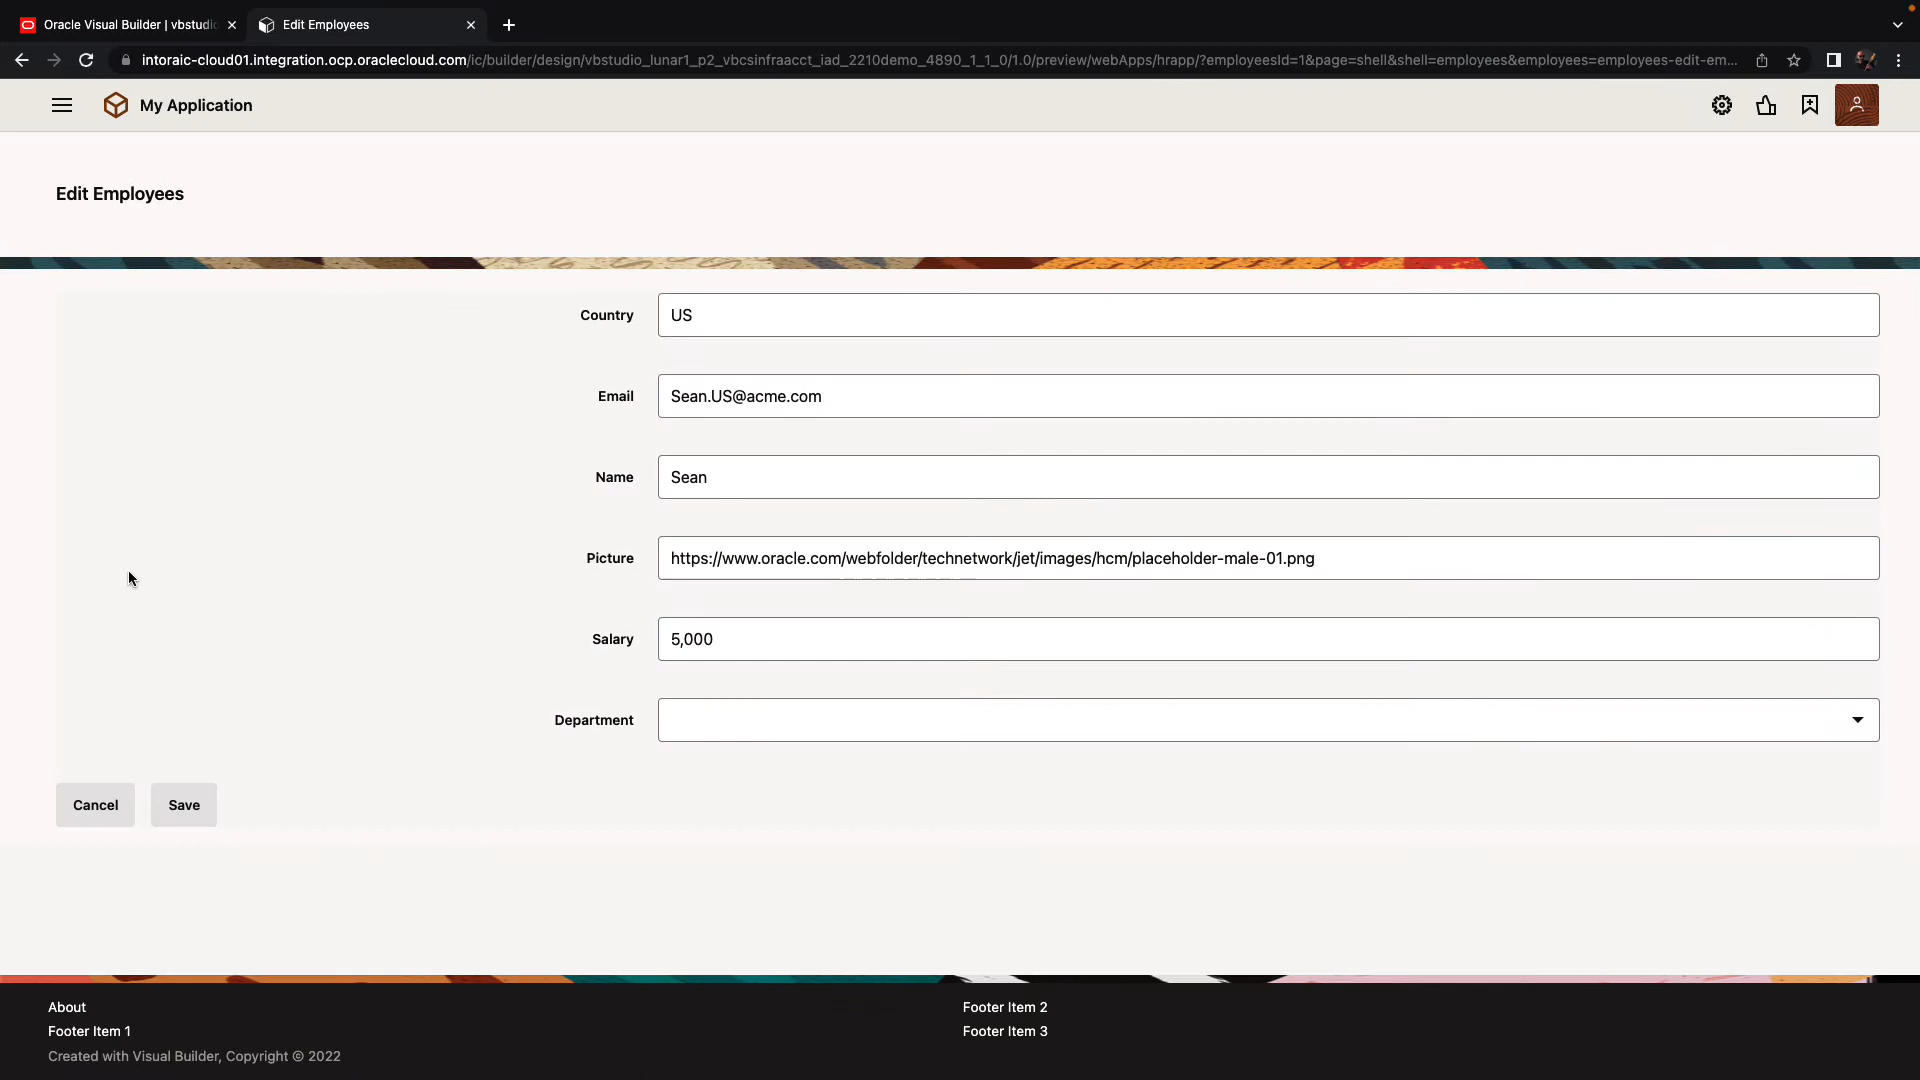 Oracle Visual Builder | vbstudio
Edit Employees
intoraic-cloud01.integration.ocp.oraclecloud.com/ic/builder/design/vbstudio_lunar1_p2_vbcsinfraacct_iad_2210demo_4890_1_1_0/1.0/preview/webApps/hrapp/?employeesId=1&page=shell&shell=employees&employees=employees-edit-em...
My Application
Edit Employees
Country US
Email Sean.US@acme.com
Name Sean
Picture https://www.oracle.com/webfolder/technetwork/jet/images/hcm/placeholder-male-01.png
Salary 5,000
Department
Cancel Save
About
Footer Item 2
Footer Item 1
Footer Item 3
Created with Visual Builder, Copyright © 2022